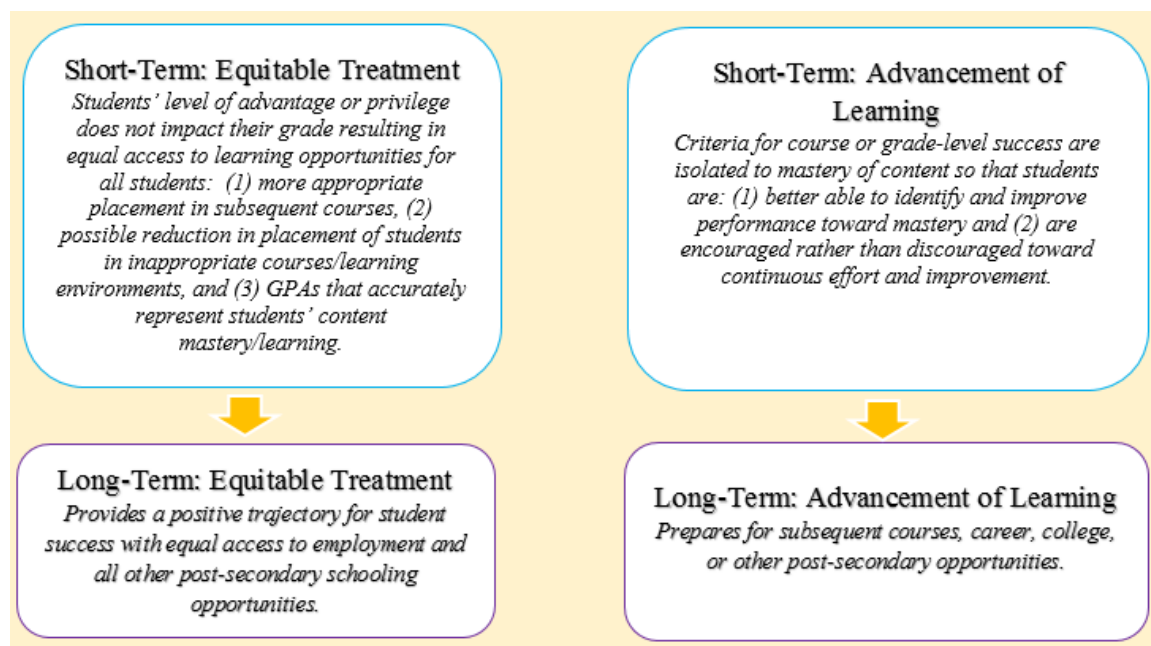 Short-Term: Equitable Treatment
Students' level of advantage or privilege
does not impact their grade resulting in
equal access to learning opportunities for
all students:  (1) more appropriate
placement in subsequent courses, (2)
possible reduction in placement of students
in inappropriate courses/learning
environments, and (3) GPAs that accurately
represent students' content
mastery/learning.
Long-Term: Equitable Treatment
Provides a positive trajectory for student
success with equal access to employment and
all other post-secondary schooling
opportunities.
Short-Term: Advancement of
Learning
Criteria for course or grade-level success are
isolated to mastery of content so that students
are: (1) better able to identify and improve
performance toward mastery and (2) are
encouraged rather than discouraged toward
continuous effort and improvement.
Long-Term: Advancement of Learning
Prepares for subsequent courses, career, college,
or other post-secondary opportunities.